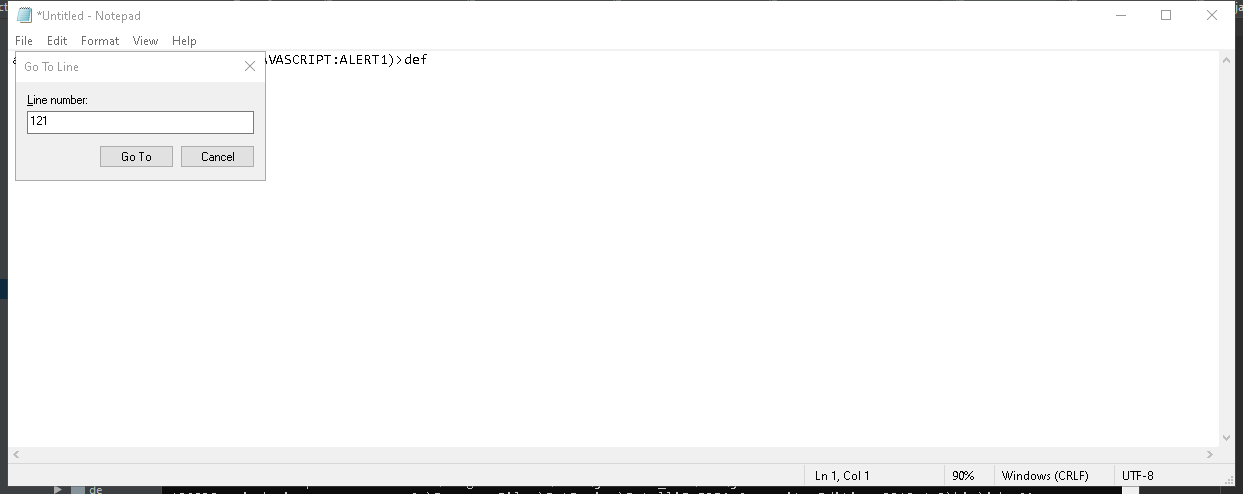 *Untitled - Notepad
File Edit Format View Help
VASCRIPT:ALERT1)>def
Go To Line
Line number:
121
Go To Cancel
Ln 1, Col 1 90% Windows (CRLF) UTF-8
de